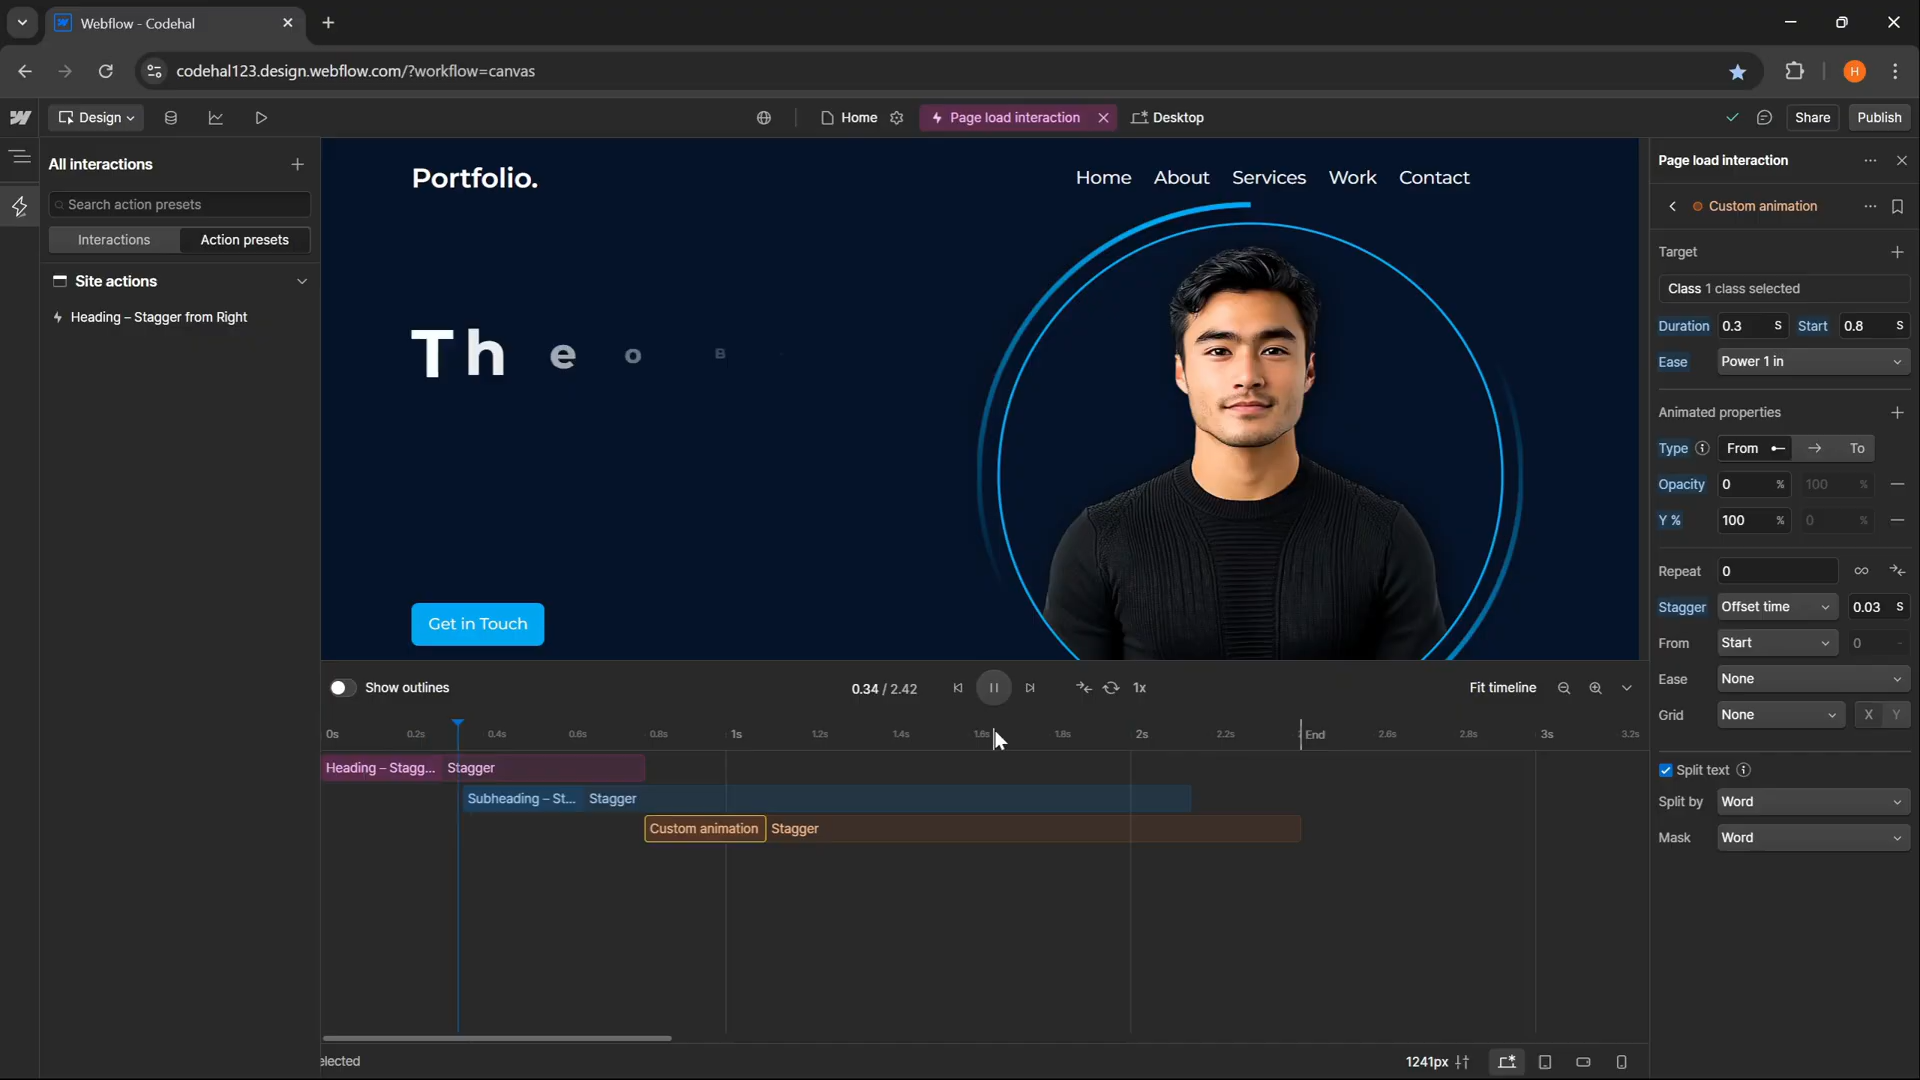 Webflow - Codehal
codehal123.design.webflow.com/?workflow=canvas
H
Design
Home
Page load interaction
Desktop
Share
Publish
All interactions
Search action presets
Interactions
Action presets
Site actions
Heading – Stagger from Right
Portfolio.
Home About Services Work Contact
Th e o B
Get in Touch
Page load interaction
Custom animation
Target
Class 1 class selected
Duration 0.3 S Start 0.8 S
Ease Power 1 in
Animated properties
Type From To
Opacity 0 % 100 %
Y % 100 % 0 %
Repeat 0
Stagger Offset time 0.03 S
From Start 0 -
Ease None
Grid None X Y
Split text
Split by Word
Mask Word
Show outlines
0.34 / 2.42
1x
Fit timeline
0s 0.2s 0.4s 0.6s 0.8s 1s 1.2s 1.4s 1.6s 1.8s 2s 2.2s End 2.6s 2.8s 3s 3.2s
Heading – Stagg... Stagger
Subheading – St... Stagger
Custom animation Stagger
elected
1241px